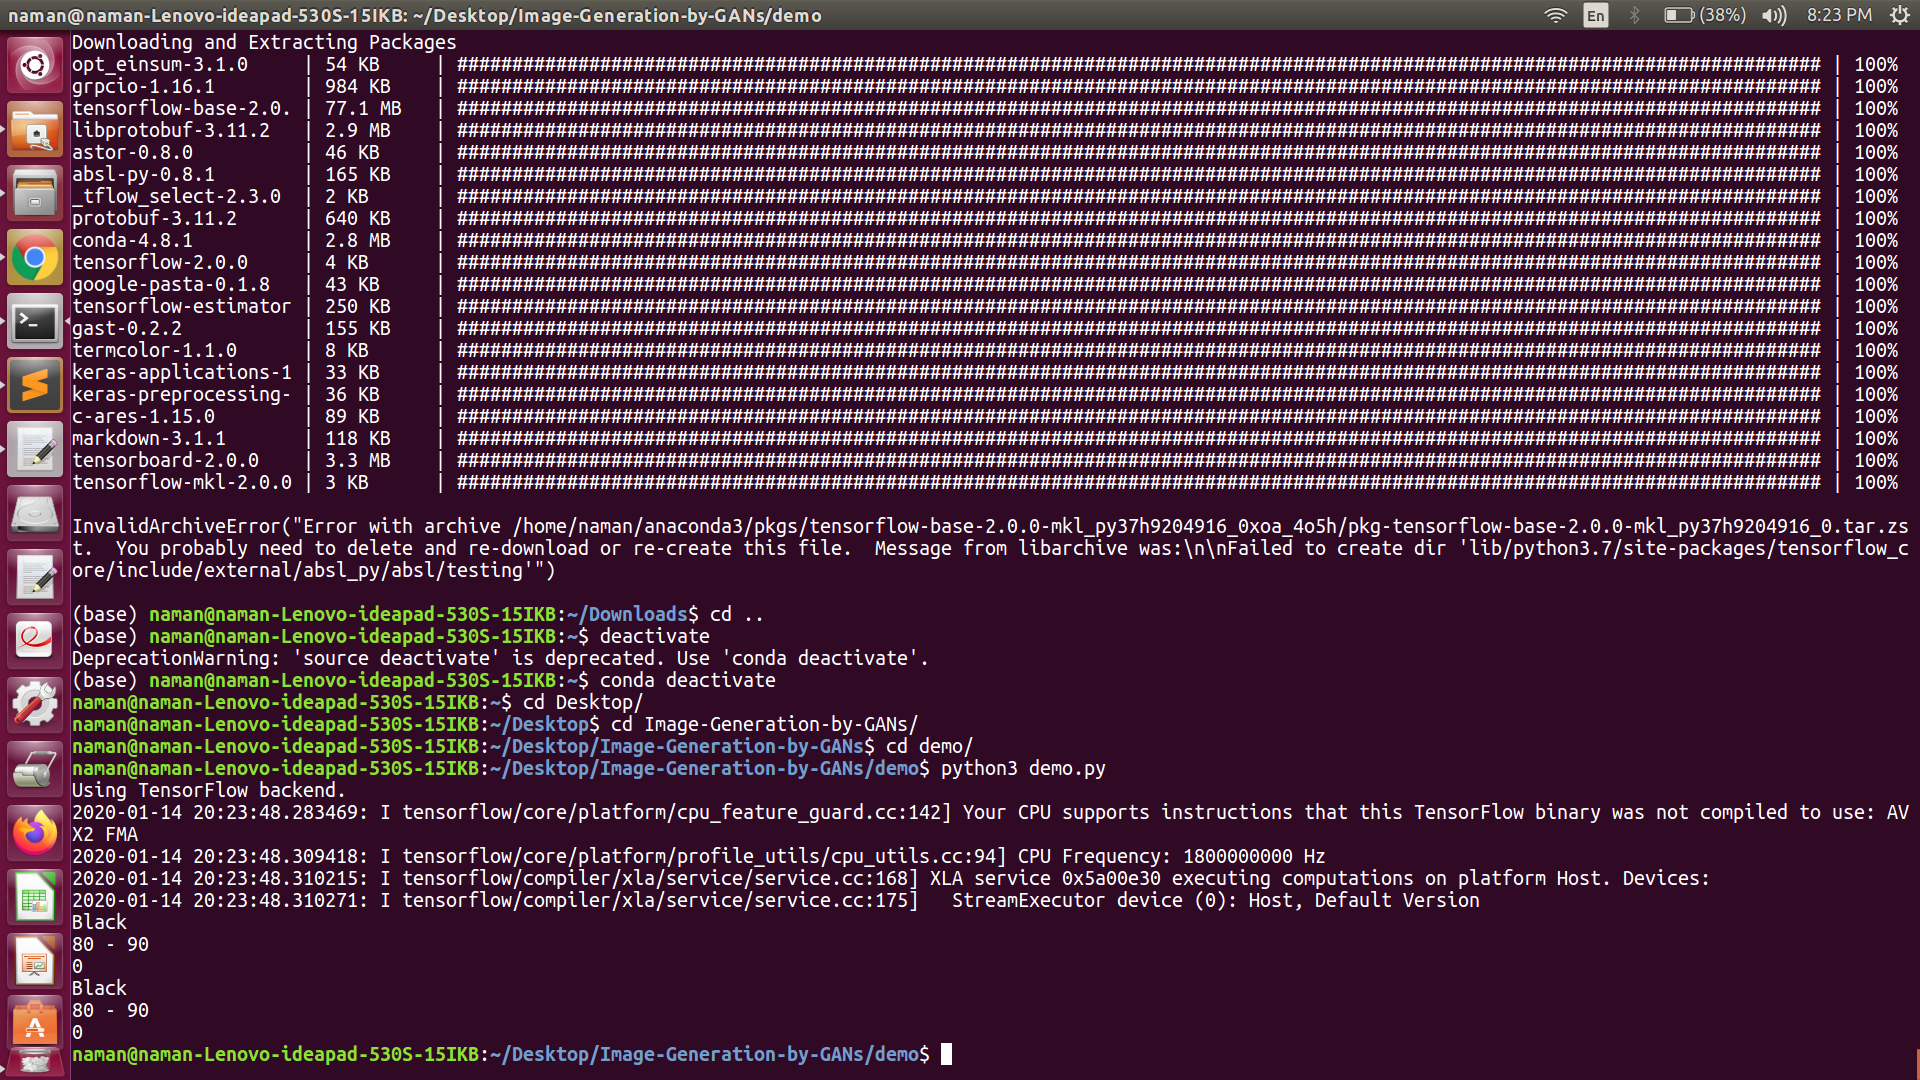 naman@naman-Lenovo-ideapad-530S-15IKB: ~/Desktop/Image-Generation-by-GANs/demo En (38%) 8:23 PM
Downloading and Extracting Packages
opt_einsum-3.1.0 | 54 KB | ############################################################################################################################ | 100%
grpcio-1.16.1 | 984 KB | ############################################################################################################################ | 100%
tensorflow-base-2.0. | 77.1 MB | ############################################################################################################################ | 100%
libprotobuf-3.11.2 | 2.9 MB | ############################################################################################################################ | 100%
astor-0.8.0 | 46 KB | ############################################################################################################################ | 100%
absl-py-0.8.1 | 165 KB | ############################################################################################################################ | 100%
_tflow_select-2.3.0 | 2 KB | ############################################################################################################################ | 100%
protobuf-3.11.2 | 640 KB | ############################################################################################################################ | 100%
conda-4.8.1 | 2.8 MB | ############################################################################################################################ | 100%
tensorflow-2.0.0 | 4 KB | ############################################################################################################################ | 100%
google-pasta-0.1.8 | 43 KB | ############################################################################################################################ | 100%
tensorflow-estimator | 250 KB | ############################################################################################################################ | 100%
gast-0.2.2 | 155 KB | ############################################################################################################################ | 100%
termcolor-1.1.0 | 8 KB | ############################################################################################################################ | 100%
keras-applications-1 | 33 KB | ############################################################################################################################ | 100%
keras-preprocessing- | 36 KB | ############################################################################################################################ | 100%
c-ares-1.15.0 | 89 KB | ############################################################################################################################ | 100%
markdown-3.1.1 | 118 KB | ############################################################################################################################ | 100%
tensorboard-2.0.0 | 3.3 MB | ############################################################################################################################ | 100%
tensorflow-mkl-2.0.0 | 3 KB | ############################################################################################################################ | 100%
InvalidArchiveError("Error with archive /home/naman/anaconda3/pkgs/tensorflow-base-2.0.0-mkl_py37h9204916_0xoa_4o5h/pkg-tensorflow-base-2.0.0-mkl_py37h9204916_0.tar.zs
t.  You probably need to delete and re-download or re-create this file.  Message from libarchive was:\n\nFailed to create dir 'lib/python3.7/site-packages/tensorflow_c
ore/include/external/absl_py/absl/testing'")
(base) naman@naman-Lenovo-ideapad-530S-15IKB:~/Downloads$ cd ..
(base) naman@naman-Lenovo-ideapad-530S-15IKB:~$ deactivate
DeprecationWarning: 'source deactivate' is deprecated. Use 'conda deactivate'.
(base) naman@naman-Lenovo-ideapad-530S-15IKB:~$ conda deactivate
naman@naman-Lenovo-ideapad-530S-15IKB:~$ cd Desktop/
naman@naman-Lenovo-ideapad-530S-15IKB:~/Desktop$ cd Image-Generation-by-GANs/
naman@naman-Lenovo-ideapad-530S-15IKB:~/Desktop/Image-Generation-by-GANs$ cd demo/
naman@naman-Lenovo-ideapad-530S-15IKB:~/Desktop/Image-Generation-by-GANs/demo$ python3 demo.py
Using TensorFlow backend.
2020-01-14 20:23:48.283469: I tensorflow/core/platform/cpu_feature_guard.cc:142] Your CPU supports instructions that this TensorFlow binary was not compiled to use: AV
X2 FMA
2020-01-14 20:23:48.309418: I tensorflow/core/platform/profile_utils/cpu_utils.cc:94] CPU Frequency: 1800000000 Hz
2020-01-14 20:23:48.310215: I tensorflow/compiler/xla/service/service.cc:168] XLA service 0x5a00e30 executing computations on platform Host. Devices:
2020-01-14 20:23:48.310271: I tensorflow/compiler/xla/service/service.cc:175]   StreamExecutor device (0): Host, Default Version
Black
80 - 90
0
Black
80 - 90
0
naman@naman-Lenovo-ideapad-530S-15IKB:~/Desktop/Image-Generation-by-GANs/demo$